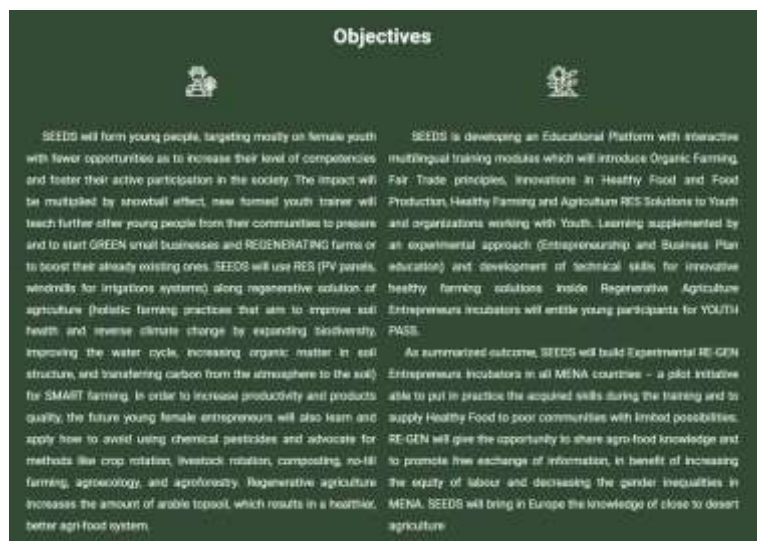 Objectives
SEEDS will form young people, targeting mostly on female youth
with fewer opportunities as to increase their level of competencies
and foster their active participation in the society. The impact will
be multiplied by snowball effect, new formed youth trainer will
teach further other young people from their communities to prepare
and to start GREEN small businesses and REGENERATING farms or
to boost their already existing ones. SEEDS will use RES (PV panels,
windmills for irrigations systems) along regenerative solution of
agriculture (holistic farming practices that aim to improve soil
health and reverse climate change by expanding biodiversity,
improving the water cycle, increasing organic matter in soil
structure, and transferring carbon from the atmosphere to the soil)
for SMART farming. In order to increase productivity and products
quality, the future young female entrepreneurs will also learn and
apply how to avoid using chemical pesticides and advocate for
methods like crop rotation, livestock rotation, composting, no-till
farming, agroecology, and agroforestry. Regenerative agriculture
increases the amount of arable topsoil, which results in a healthier,
better agri-food system.
SEEDS is developing an Educational Platform with interactive
multilingual training modules which will introduce Organic Farming,
Fair Trade principles, Innovations in Healthy Food and Food
Production, Healthy Farming and Agriculture RES Solutions to Youth
and organizations working with Youth. Learning supplemented by
an experimental approach (Entrepreneurship and Business Plan
education) and development of technical skills for innovative
healthy farming solutions inside Regenerative Agriculture
Entrepreneurs incubators will entitle young participants for YOUTH
PASS.
As summarized outcome, SEEDS will build Experimental RE-GEN
Entrepreneurs Incubators in all MENA countries – a pilot initiative
able to put in practice the acquired skills during the training and to
supply Healthy Food to poor communities with limited possibilities.
RE-GEN will give the opportunity to share agro-food knowledge and
to promote free exchange of information, in benefit of increasing
the equity of labour and decreasing the gender inequalities in
MENA. SEEDS will bring in Europe the knowledge of close to desert
agriculture